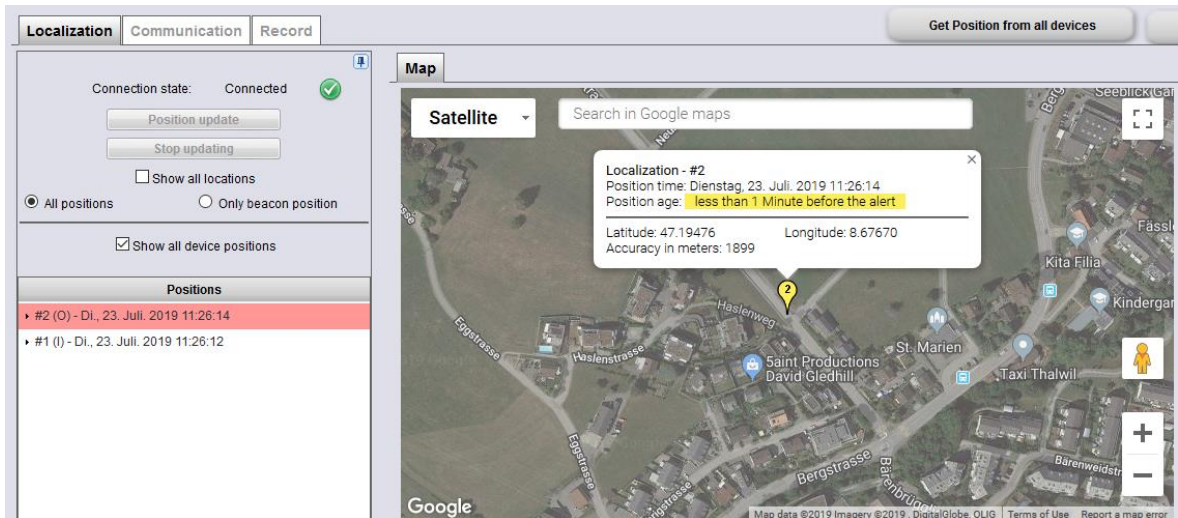 Localization
Communication
Record
Get Position from all devices
Connection state: Connected
Position update
Stop updating
Show all locations
All positions
Only beacon position
Show all device positions
Positions
#2 (O) - Di., 23. Juli. 2019 11:26:14
#1 (I) - Di., 23. Juli. 2019 11:26:12
Map
Satellite
Search in Google maps
Localization - #2
Position time: Dienstag, 23. Juli. 2019 11:26:14
Position age: less than 1 Minute before the alert
Latitude: 47.19476 Longitude: 8.67670
Accuracy in meters: 1899
2
Kita Filia
Haslenweg
Eggstrasse
Haslenstrasse
5aint Productions
David Gledhill
St. Marien
Taxi Thalwil
Eggstrasse
Bergstrasse
Google
Map data ©2019 Imagery ©2019 , DigitalGlobe, OLIG
Terms of Use
Report a map error